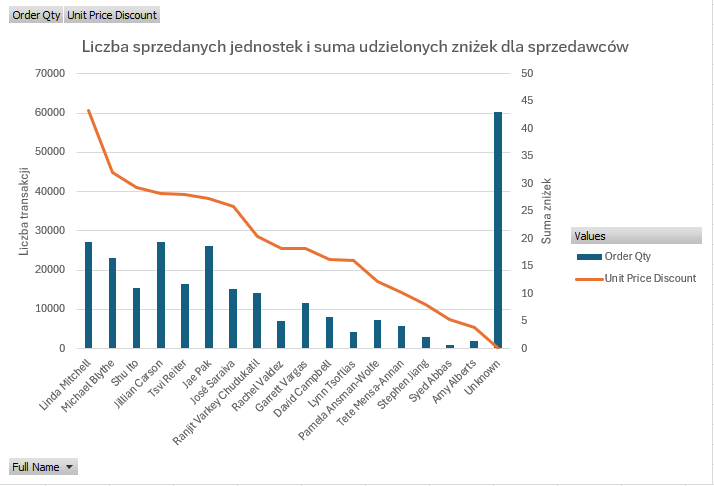 Order Qty Unit Price Discount
Liczba sprzedanych jednostek i suma udzielonych zniżek dla sprzedawców
Liczba transakcji
70000
60000
50000
40000
30000
20000
10000
0
50
45
40
35
30
25
20
15
10
5
0
Suma zniżek
Linda Mitchell
Michael Blythe
Shu Ito
Jillian Carson
Tsvi Reiter
Jae Pak
José Saraiva
Ranjit Varkey Chudukatil
Rachel Valdez
Garrett Vargas
David Campbell
Lynn Tsoflias
Pamela Ansman-Wolfe
Tete Mensa-Annan
Stephen Jiang
Syed Abbas
Amy Alberts
Unknown
Values
Order Qty
Unit Price Discount
Full Name